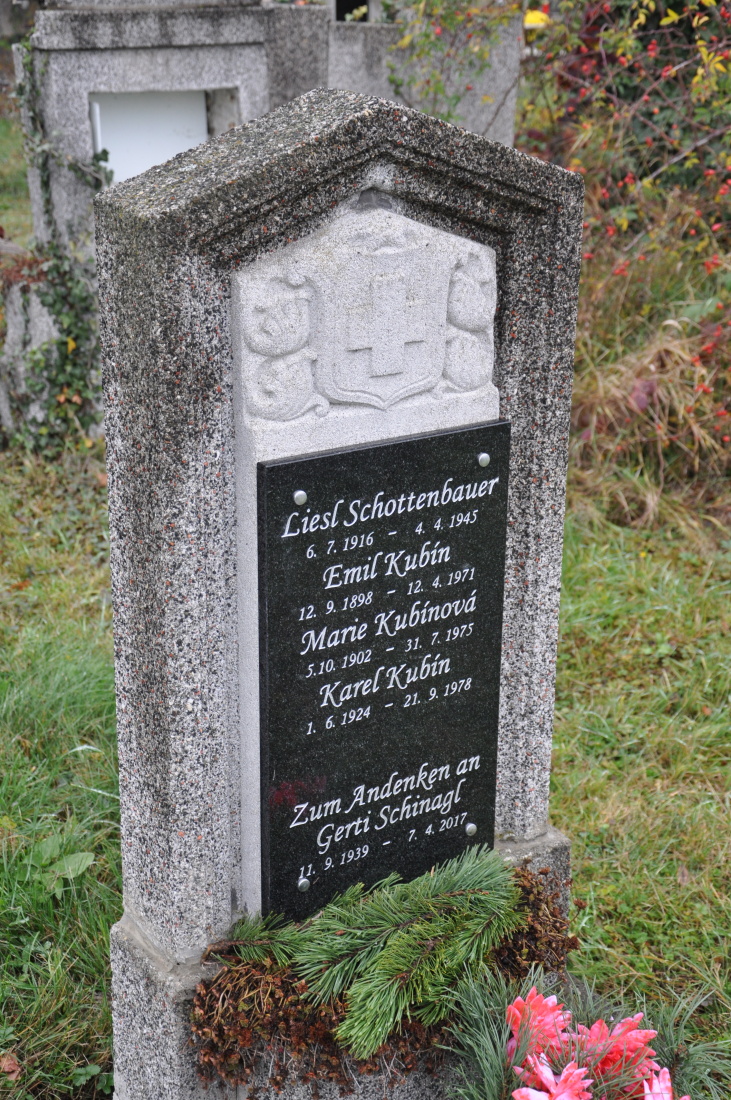 Liesl Schottenbauer
6. 7. 1916 - 4. 4. 1945
Emil Kubín
12. 9. 1898 - 12. 4. 1971
Marie Kubínová
5.10. 1902 - 31. 7. 1975
Karel Kubín
1. 6. 1924 - 21. 9. 1978
Zum Andenken an
Gerti Schinagl
11. 9. 1939 - 7. 4. 2017